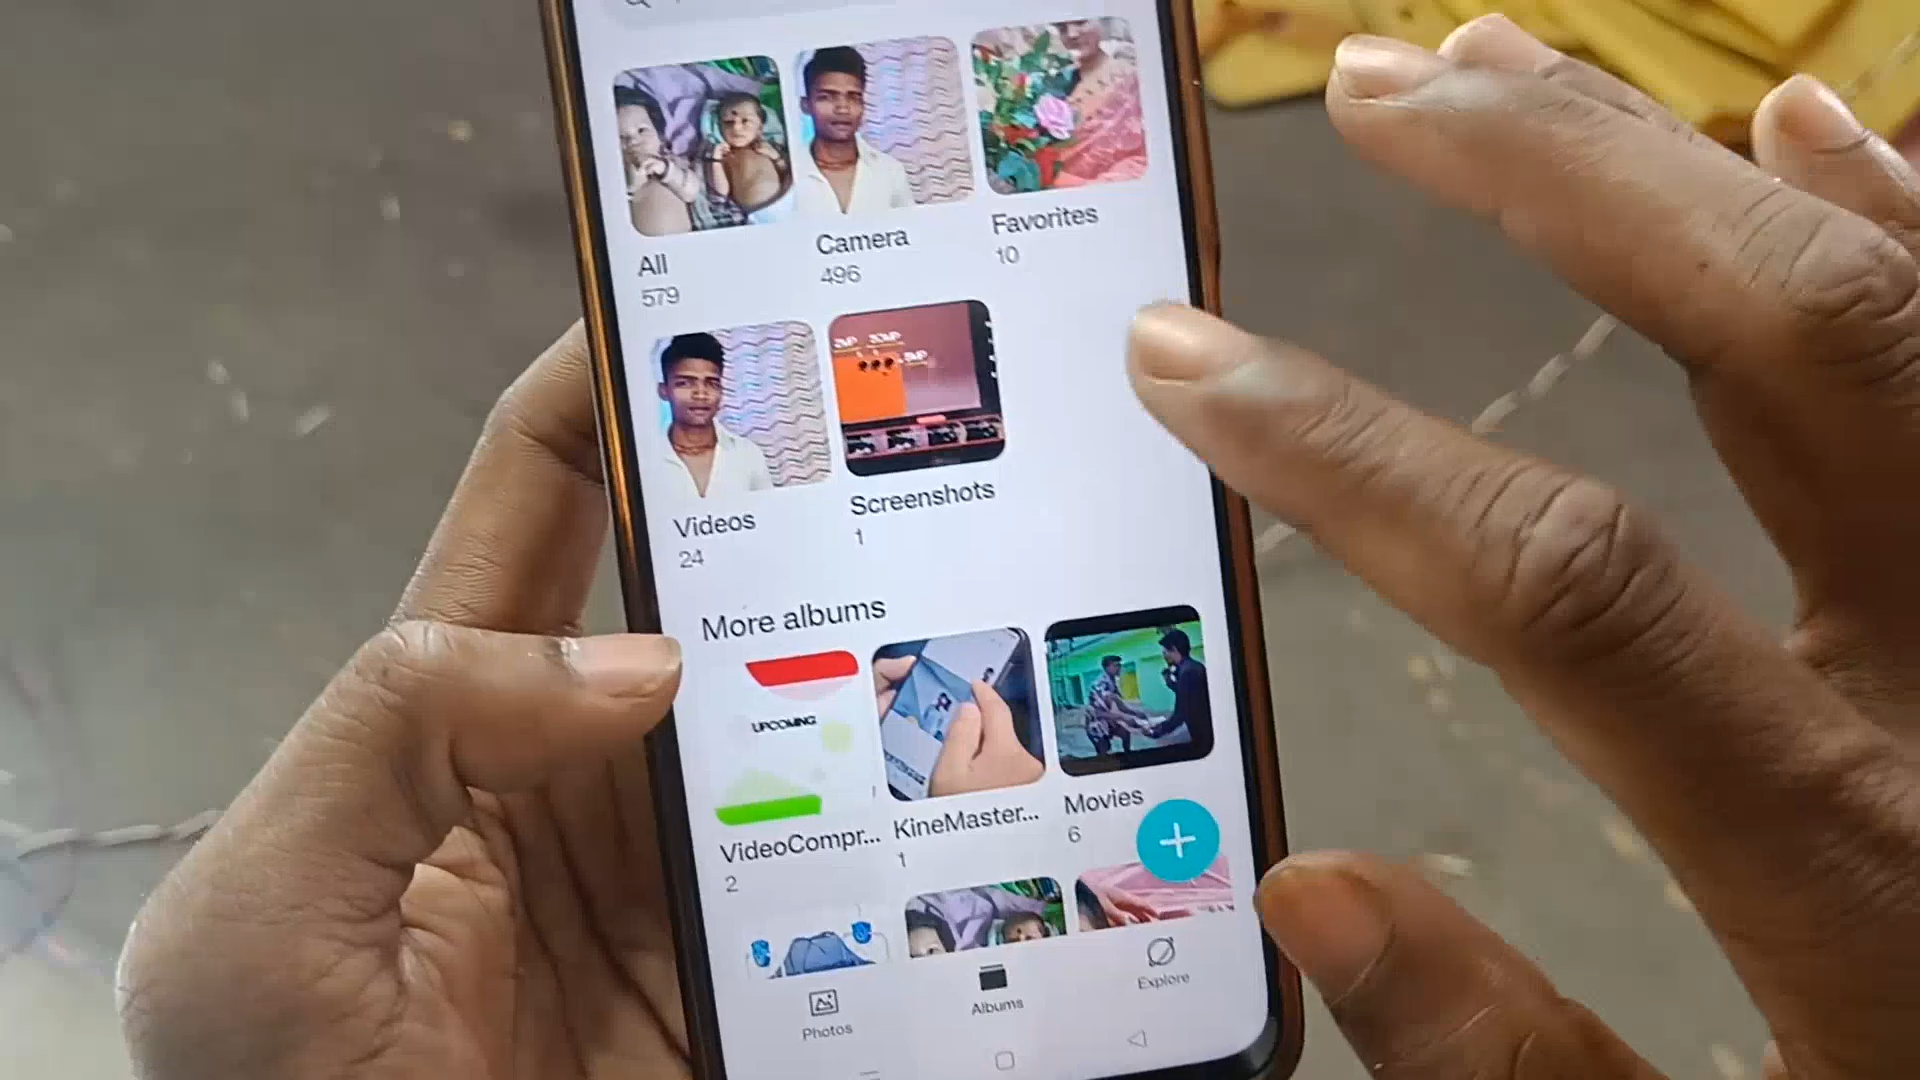 All
579
Camera
496
Favorites
10
Videos
24
Screenshots
1
More albums
UPCOMING
VideoCompr...
2
KineMaster...
1
Movies
6
Photos
Albums
Explore